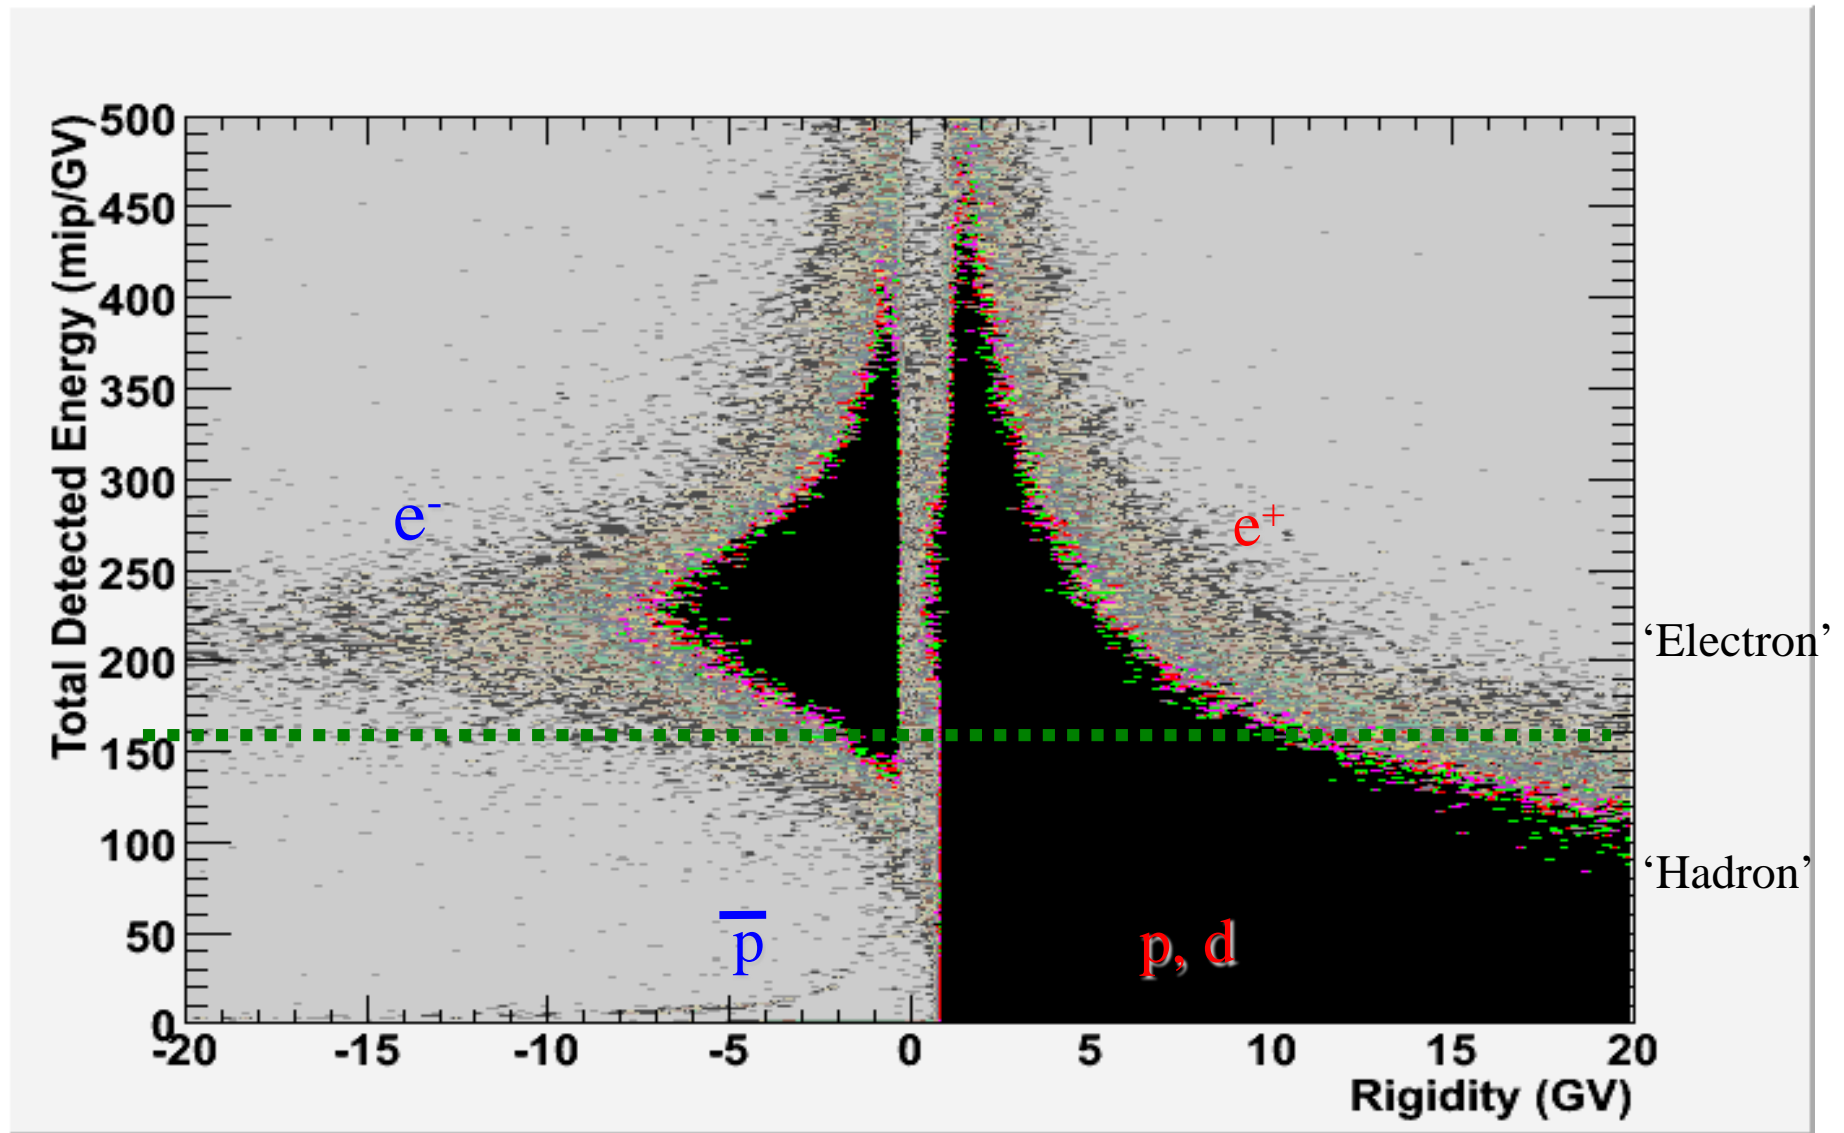 Total Detected Energy (mip/GV)
500
450
400
350
300
250
200
150
100
50
0
e-
e+
‘Electron’
‘Hadron’
p
p, d
-20 -15 -10 -5 0 5 10 15 20
Rigidity (GV)